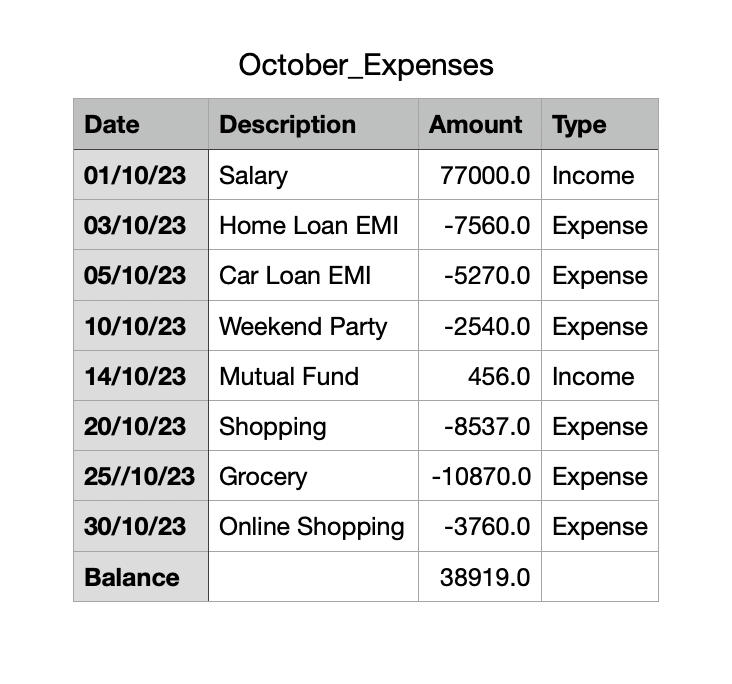 October_Expenses
Date Description Amount Type
01/10/23 Salary 77000.0 Income
03/10/23 Home Loan EMI -7560.0 Expense
05/10/23 Car Loan EMI -5270.0 Expense
10/10/23 Weekend Party -2540.0 Expense
14/10/23 Mutual Fund 456.0 Income
20/10/23 Shopping -8537.0 Expense
25//10/23 Grocery -10870.0 Expense
30/10/23 Online Shopping -3760.0 Expense
Balance 38919.0